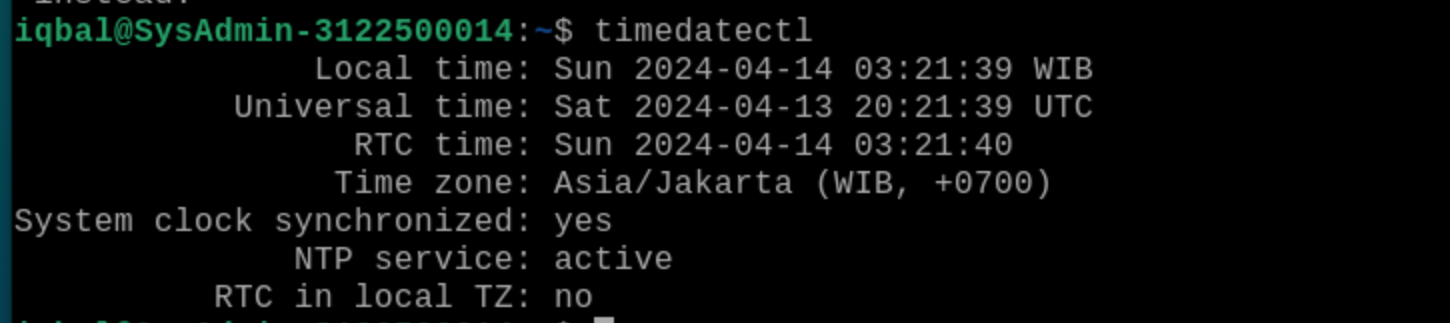 instead.
iqbal@SysAdmin-3122500014:~$ timedatectl
Local time: Sun 2024-04-14 03:21:39 WIB
Universal time: Sat 2024-04-13 20:21:39 UTC
RTC time: Sun 2024-04-14 03:21:40
Time zone: Asia/Jakarta (WIB, +0700)
System clock synchronized: yes
NTP service: active
RTC in local TZ: no